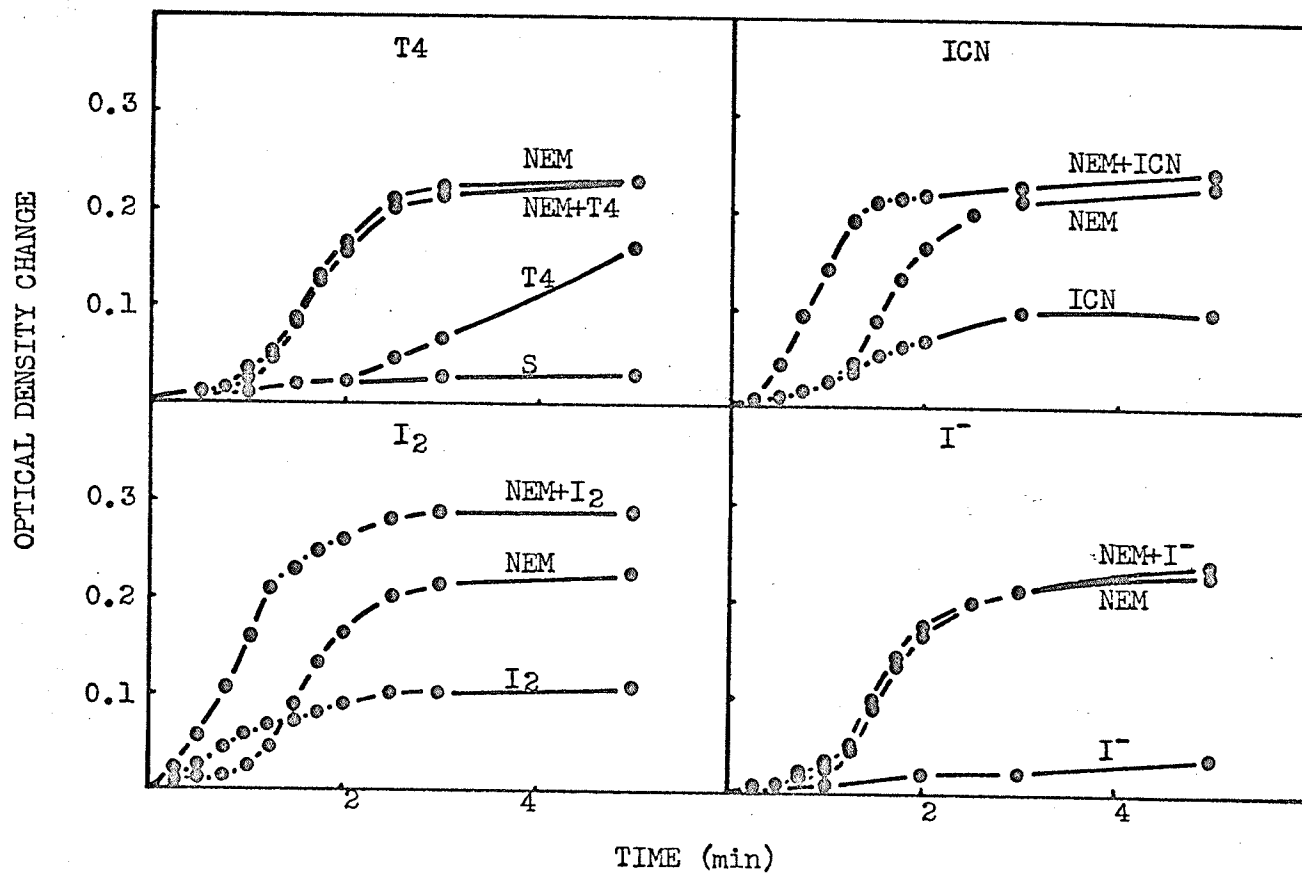 T4
0.3
0.2
0.1
NEM
NEM+T4
T4
S
ICN
NEM+ICN
NEM
ICN
I2
0.3
0.2
0.1
NEM+I2
NEM
I2
2
4
I⁻
NEM+I⁻
NEM
I⁻
2
4
OPTICAL DENSITY CHANGE
TIME (min)